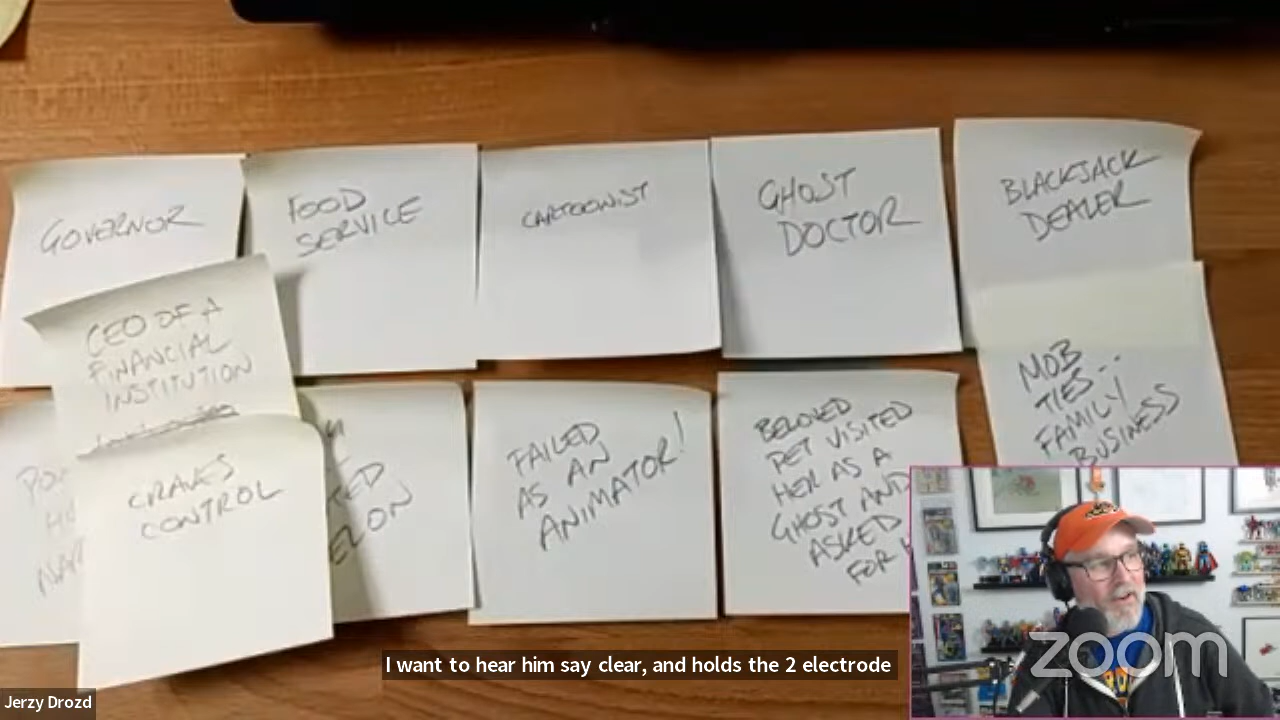 GOVERNOR
FOOD
SERVICE
CARTOONIST
GHOST
DOCTOR
BLACKJACK
DEALER
CEO OF A
FINANCIAL
INSTITUTION
CRAVES
CONTROL
FAILED
AS AN
ANIMATOR!
BELOVED
PET VISITED
HER AS A
GHOST AND
ASKED
FOR
MOB
TIES..
FAMILY
BUSINESS
I want to hear him say clear, and holds the 2 electrode
Jerzy Drozd
zoom